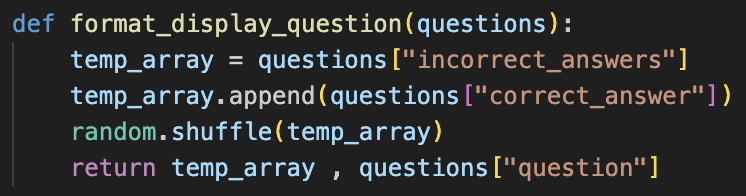 def format_display_question(questions):
    temp_array = questions["incorrect_answers"]
    temp_array.append(questions["correct_answer"])
    random.shuffle(temp_array)
    return temp_array , questions["question"]